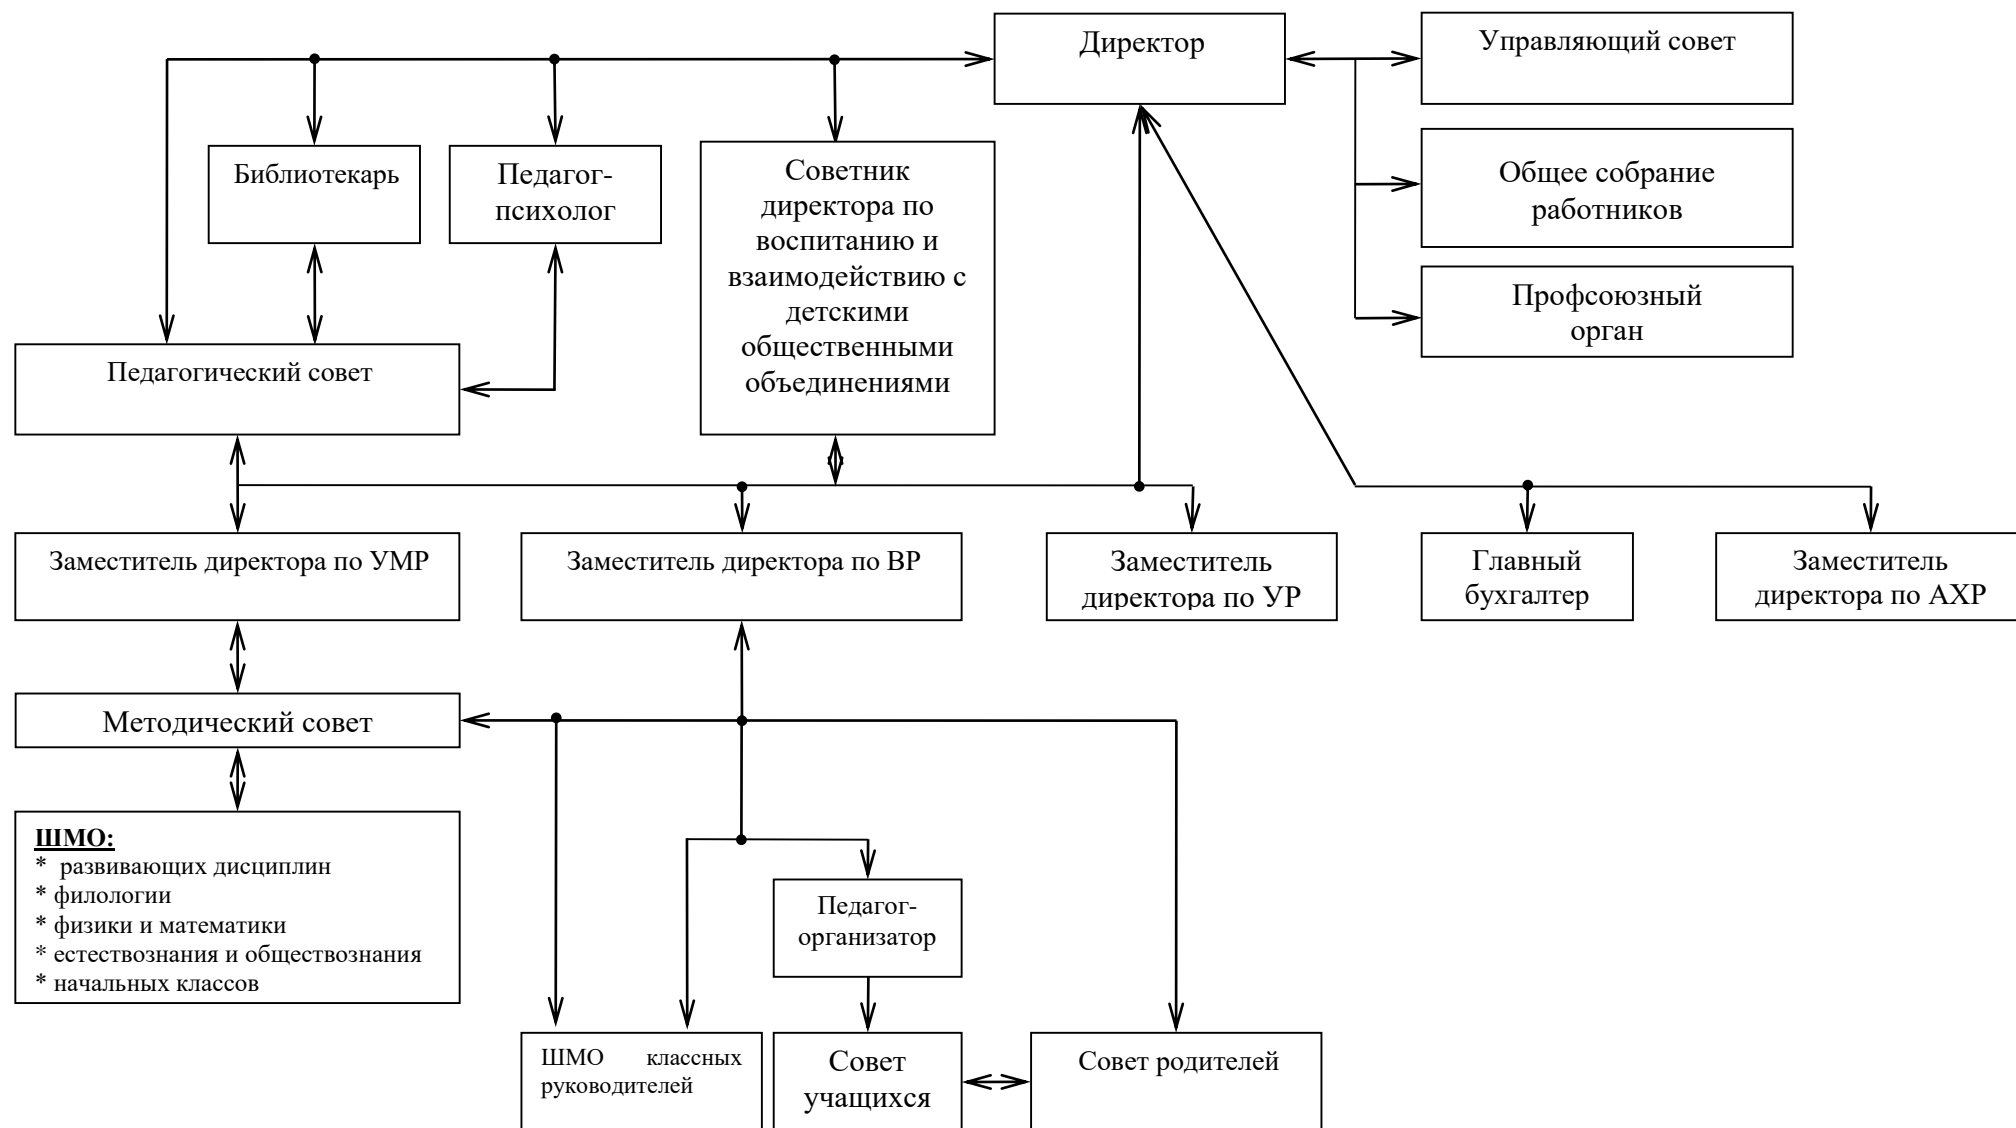 Директор
Управляющий совет
Библиотекарь
Педагог-
психолог
Советник
директора по
воспитанию и
взаимодействию с
детскими
общественными
объединениями
Общее собрание
работников
Профсоюзный
орган
Педагогический совет
Заместитель директора по УМР
Заместитель директора по ВР
Заместитель
директора по УР
Главный
бухгалтер
Заместитель
директора по АХР
Методический совет
ШМО:
* развивающих дисциплин
* филологии
* физики и математики
* естествознания и обществознания
* начальных классов
Педагог-
организатор
ШМО классных
руководителей
Совет
учащихся
Совет родителей